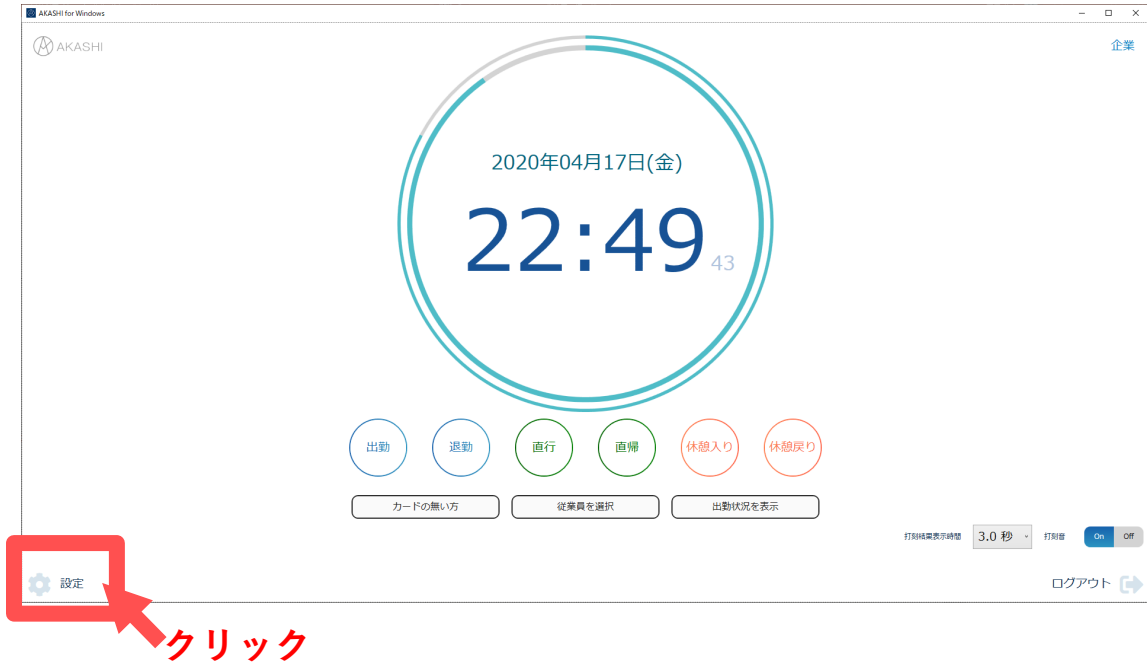 AKASHI for Windows
AKASHI
企業
2020年04月17日(金)
22:49 43
出勤 退勤 直行 直帰 休憩入り 休憩戻り
カードの無い方 従業員を選択 出勤状況を表示
打刻結果表示時間 3.0 秒 打刻音 On Off
設定 ログアウト
クリック